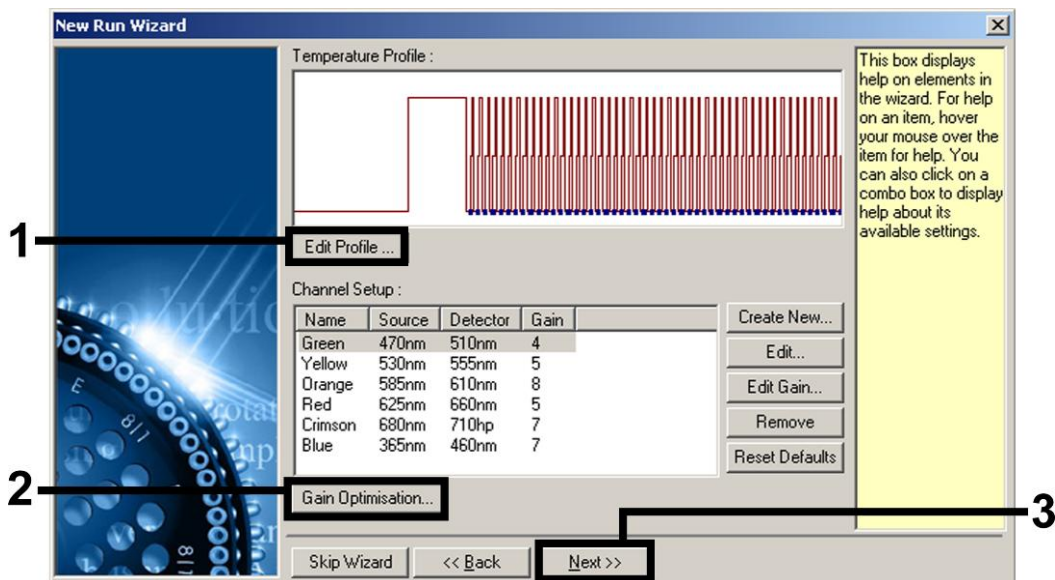 New Run Wizard
Temperature Profile :
This box displays
help on elements in
the wizard. For help
on an item, hover
your mouse over the
item for help. You
can also click on a
combo box to display
help about its
available settings.
1
Edit Profile ...
Channel Setup :
Name Source Detector Gain
Green 470nm 510nm 4
Yellow 530nm 555nm 5
Orange 585nm 610nm 8
Red 625nm 660nm 5
Crimson 680nm 710hp 7
Blue 365nm 460nm 7
Create New...
Edit...
Edit Gain...
Remove
Reset Defaults
2
Gain Optimisation...
3
Skip Wizard
<< Back
Next >>